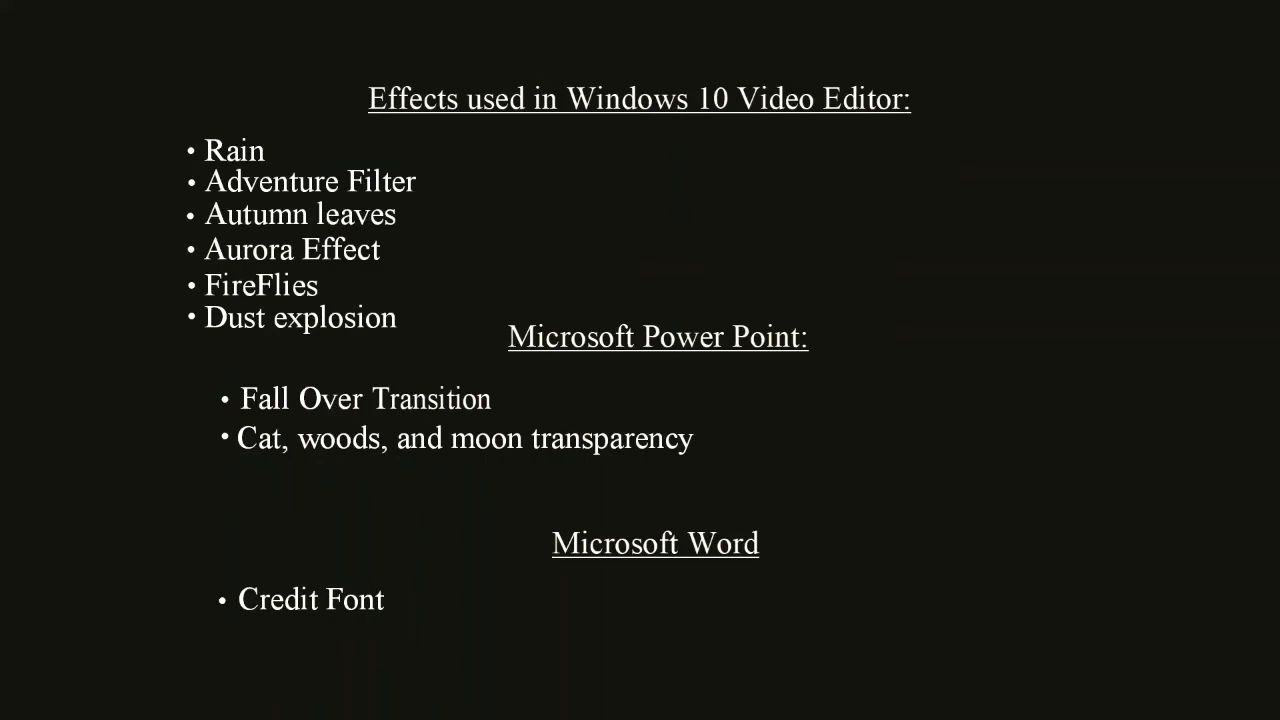 Effects used in Windows 10 Video Editor:
• Rain
• Adventure Filter
• Autumn leaves
• Aurora Effect
• FireFlies
• Dust explosion
Microsoft Power Point:
• Fall Over Transition
• Cat, woods, and moon transparency
Microsoft Word
• Credit Font